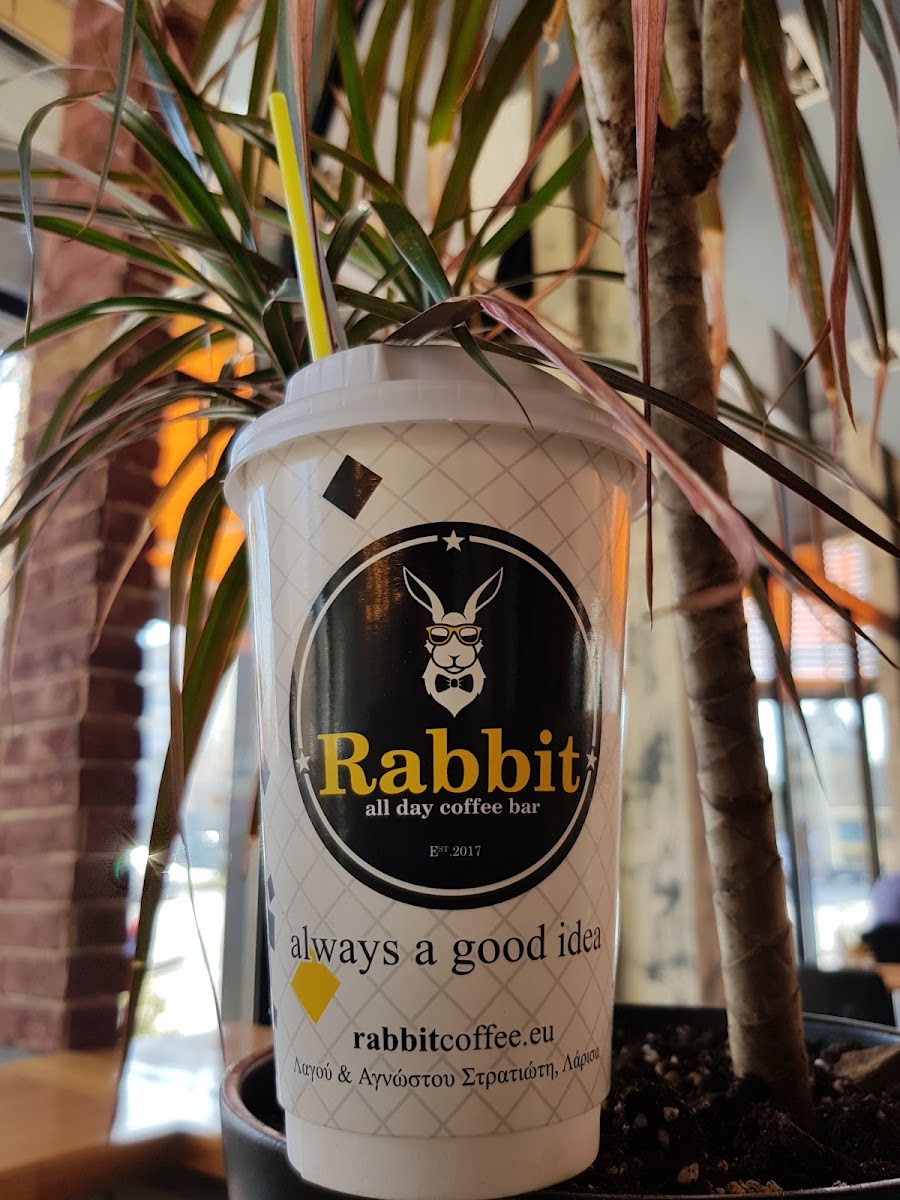 Rabbit
all day coffee bar
EST.2017
always a good idea
rabbitcoffee.eu
Λαγού & Αγνώστου Στρατιώτη, Λάρισα